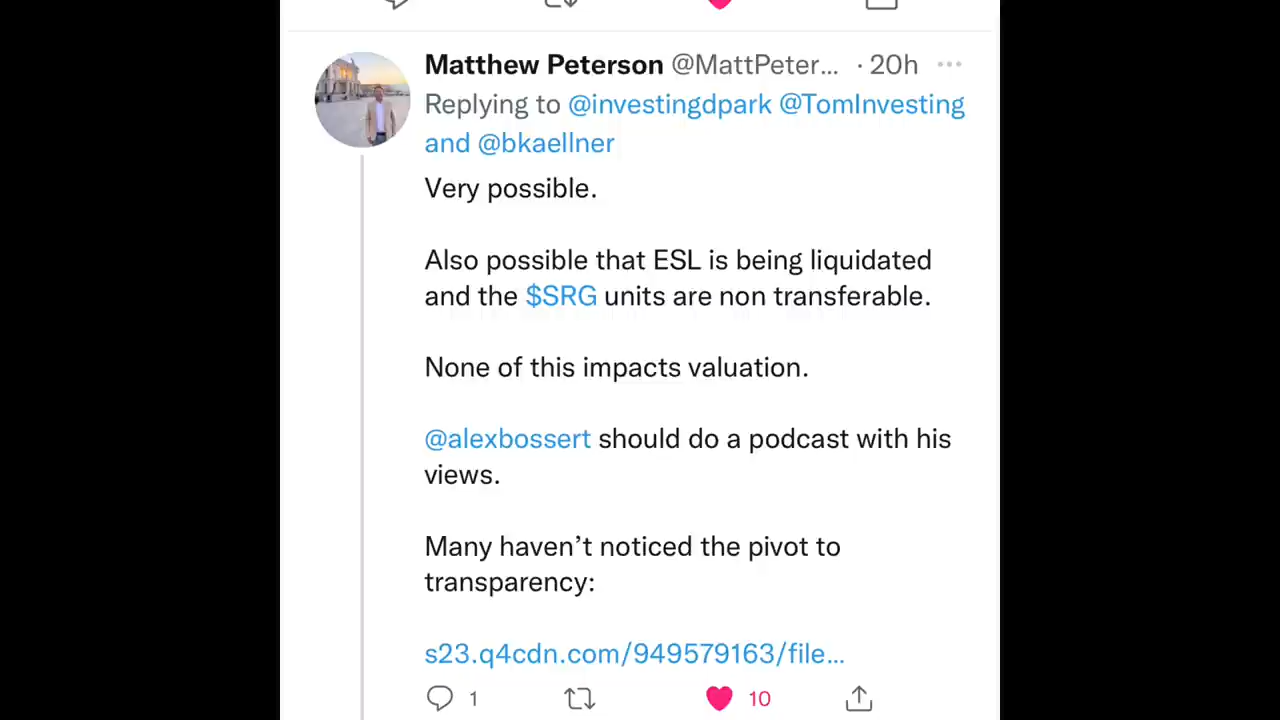 Matthew Peterson @MattPeter... · 20h
Replying to @investingdpark @TomInvesting
and @bkaellner
Very possible.
Also possible that ESL is being liquidated
and the $SRG units are non transferable.
None of this impacts valuation.
@alexbossert should do a podcast with his
views.
Many haven’t noticed the pivot to
transparency:
s23.q4cdn.com/949579163/file...
1 10